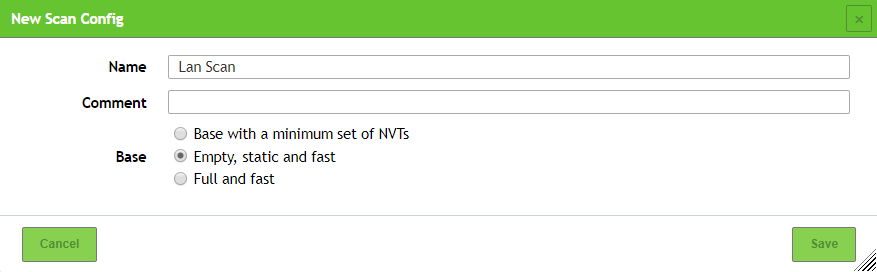 New Scan Config ×
Name Lan Scan
Comment
Base with a minimum set of NVTs
Base Empty, static and fast
Full and fast
Cancel Save